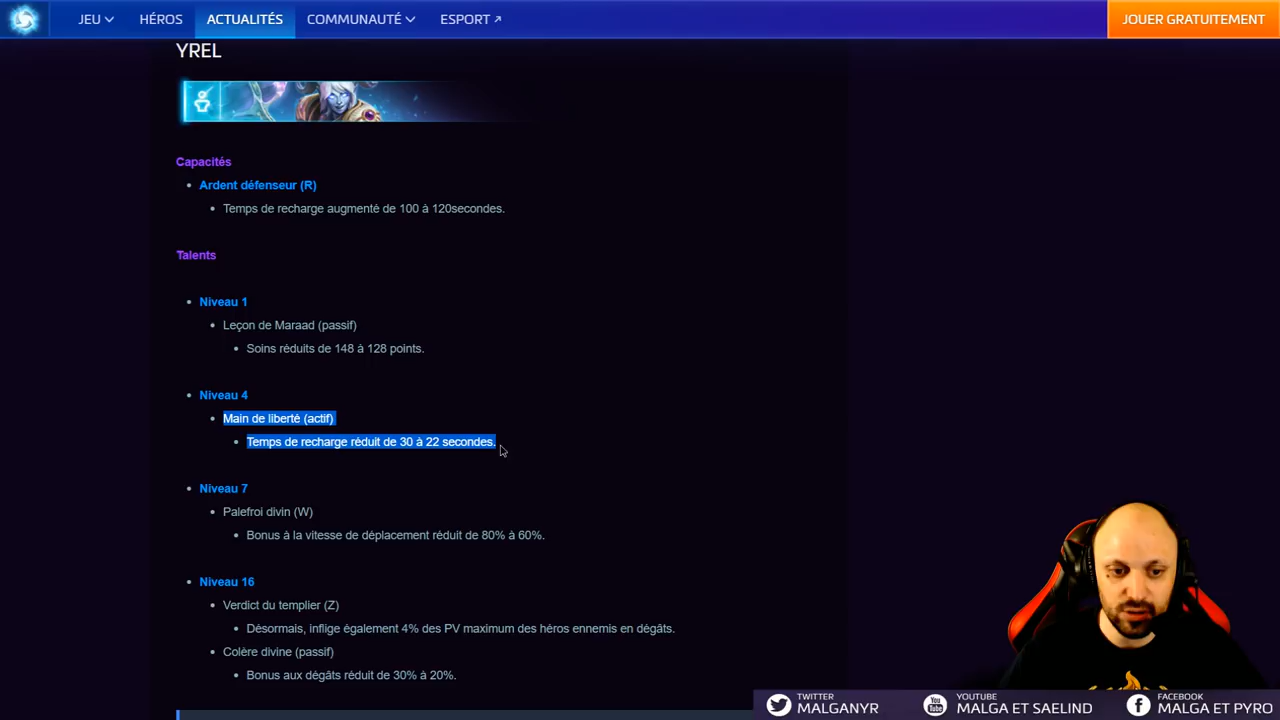 JEU HÉROS ACTUALITÉS COMMUNAUTÉ ESPORT JOUER GRATUITEMENT
YREL
Capacités
Ardent défenseur (R)
Temps de recharge augmenté de 100 à 120secondes.
Talents
Niveau 1
Leçon de Maraad (passif)
Soins réduits de 148 à 128 points.
Niveau 4
Main de liberté (actif)
Temps de recharge réduit de 30 à 22 secondes.
Niveau 7
Palefroi divin (W)
Bonus à la vitesse de déplacement réduit de 80% à 60%.
Niveau 16
Verdict du templier (Z)
Désormais, inflige également 4% des PV maximum des héros ennemis en dégâts.
Colère divine (passif)
Bonus aux dégâts réduit de 30% à 20%.
TWITTER YOUTUBE FACEBOOK
MALGANYR MALGA ET SAELIND MALGA ET PYRO